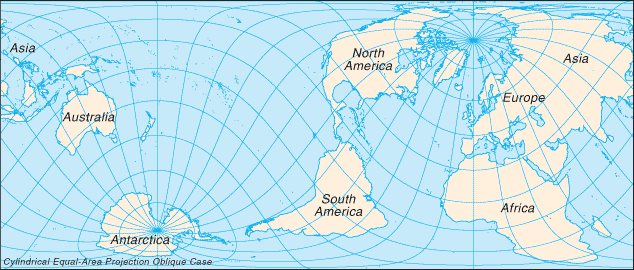 Asia
North
America
Asia
Europe
Australia
South
America
Africa
Antarctica
Cylindrical Equal-Area Projection Oblique Case